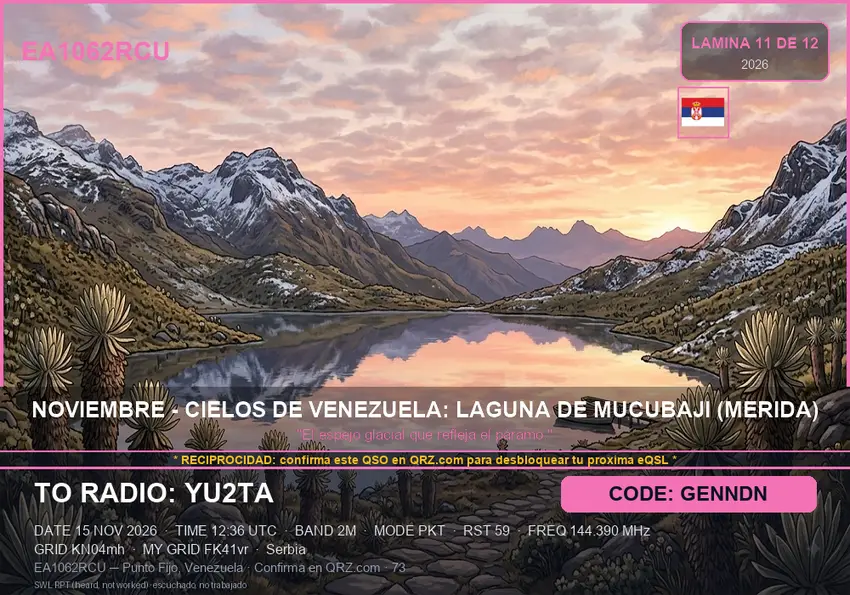 EA1062RCU
LAMINA 11 DE 12
2026
NOVIEMBRE - CIELOS DE VENEZUELA: LAGUNA DE MUCUBAJI (MERIDA)
"El espejo glacial que refleja el paramo."
* RECIPROCIDAD: confirma este QSO en QRZ.com para desbloquear tu proxima eQSL *
TO RADIO: YU2TA
CODE: GENNDN
DATE 15 NOV 2026 · TIME 12:36 UTC · BAND 2M · MODE PKT · RST 59 · FREQ 144.390 MHz
GRID KN04mh · MY GRID FK41vr · Serbia
EA1062RCU — Punto Fijo, Venezuela · Confirma en QRZ.com · 73
SWL RPT (heard, not worked) · escuchado, no trabajado